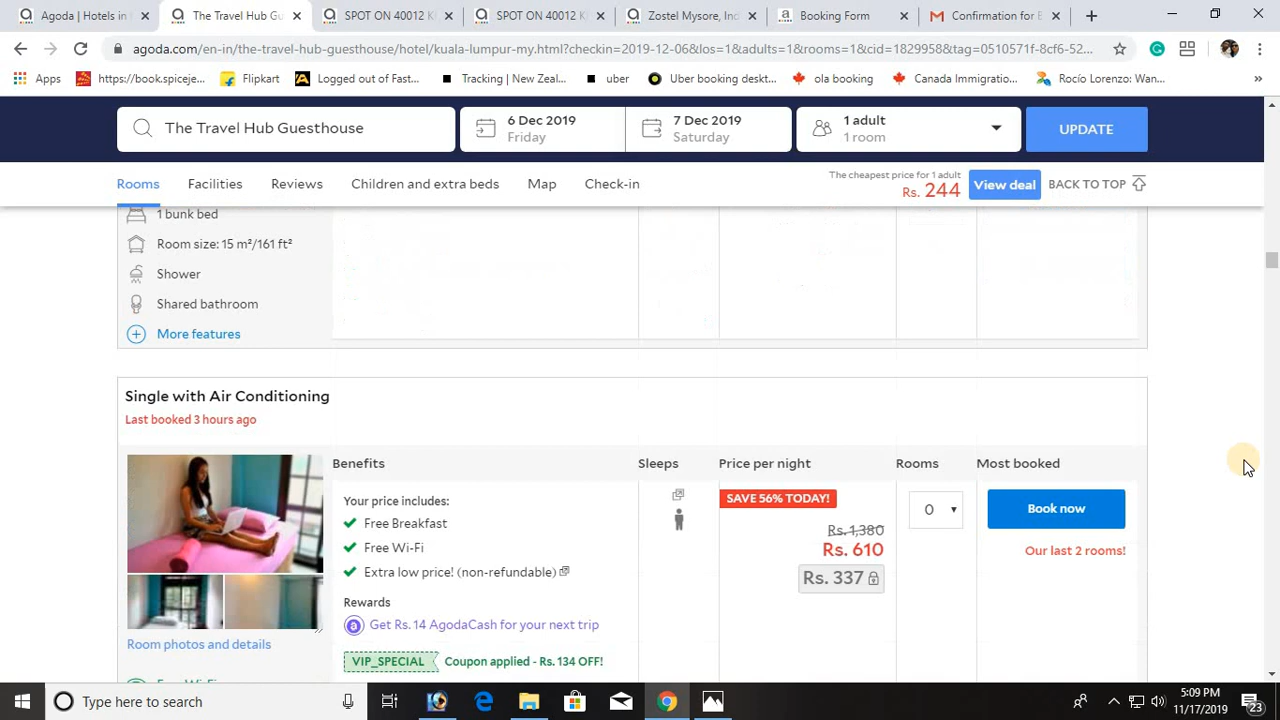 Agoda | Hotels in
The Travel Hub Gu
SPOT ON 40012 K
SPOT ON 40012 K
Zostel Mysore, Ind
Booking Form
Confirmation for
agoda.com/en-in/the-travel-hub-guesthouse/hotel/kuala-lumpur-my.html?checkin=2019-12-06&los=1&adults=1&rooms=1&cid=1829958&tag=0510571f-8cf6-52...
Apps
https://book.spiceje...
Flipkart
Logged out of Fast...
Tracking | New Zeal...
uber
Uber booking deskt...
ola booking
Canada Immigratio...
Rocío Lorenzo: Wan...
The Travel Hub Guesthouse
6 Dec 2019
Friday
7 Dec 2019
Saturday
1 adult
1 room
UPDATE
Rooms
Facilities
Reviews
Children and extra beds
Map
Check-in
The cheapest price for 1 adult
Rs. 244
View deal
BACK TO TOP
1 bunk bed
Room size: 15 m²/161 ft²
Shower
Shared bathroom
More features
Single with Air Conditioning
Last booked 3 hours ago
Benefits
Sleeps
Price per night
Rooms
Most booked
Your price includes:
Free Breakfast
Free Wi-Fi
Extra low price! (non-refundable)
Rewards
Get Rs. 14 AgodaCash for your next trip
VIP_SPECIAL
Coupon applied - Rs. 134 OFF!
SAVE 56% TODAY!
Rs. 1,380
Rs. 610
Rs. 337
0
Book now
Our last 2 rooms!
Room photos and details
Free Wi-Fi
Type here to search
5:09 PM
11/17/2019
23